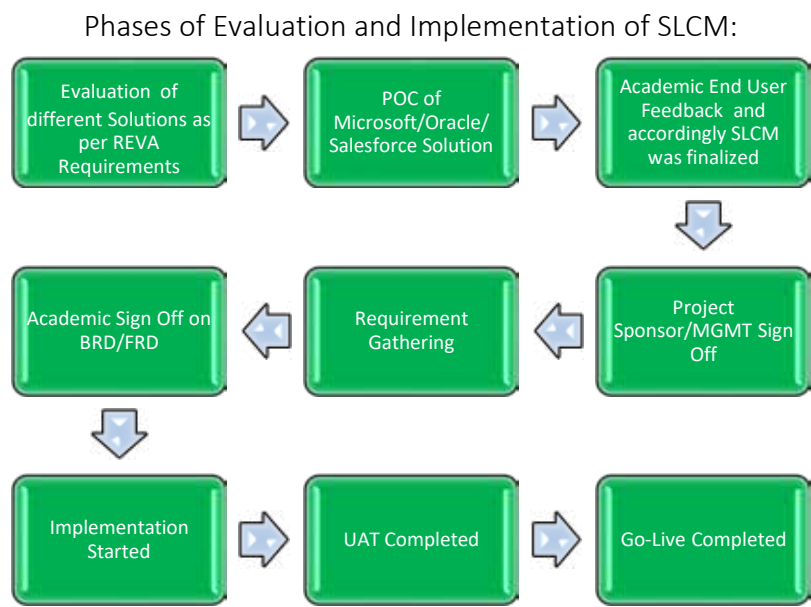 Phases of Evaluation and Implementation of SLCM:
Evaluation of
different Solutions as
per REVA
Requirements
POC of
Microsoft/Oracle/
Salesforce Solution
Academic End User
Feedback and
accordingly SLCM
was finalized
Project
Sponsor/MGMT Sign
Off
Requirement
Gathering
Academic Sign Off on
BRD/FRD
Implementation
Started
UAT Completed
Go-Live Completed